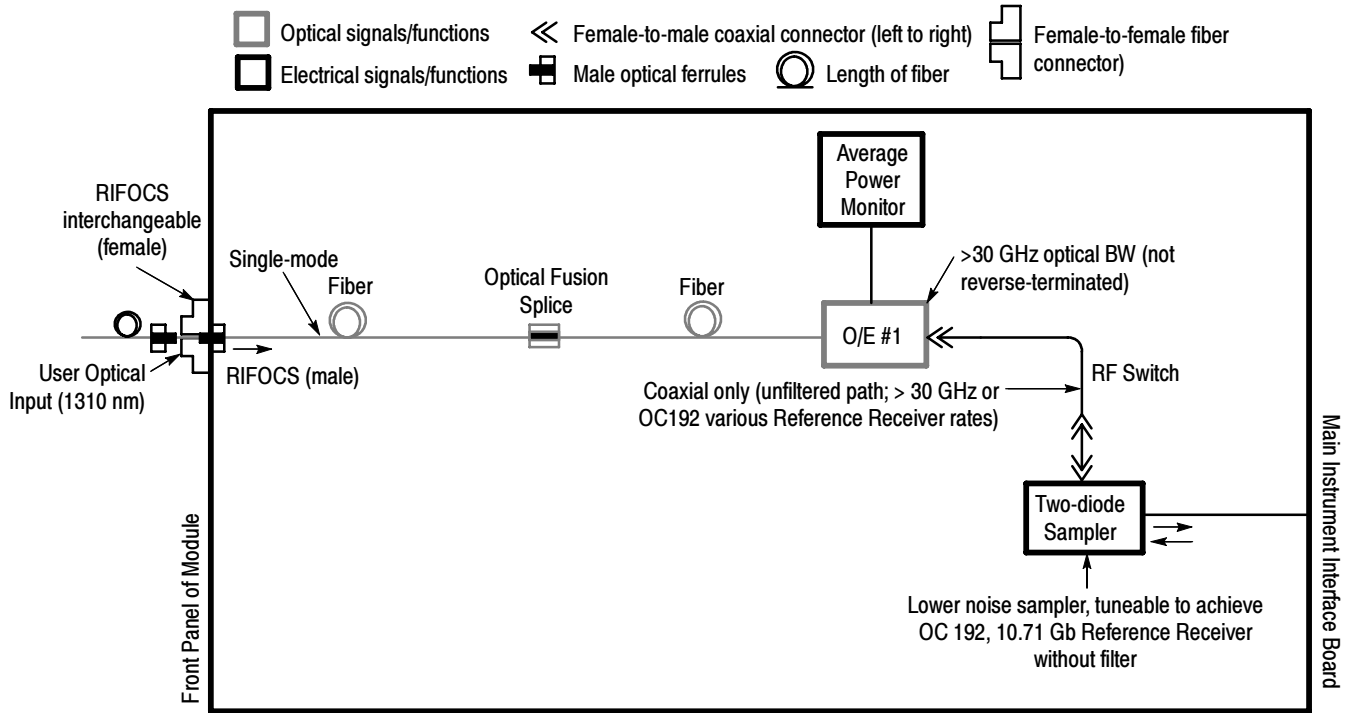 Optical signals/functions
Electrical signals/functions
Female-to-male coaxial connector (left to right)
Male optical ferrules
Length of fiber
Female-to-female fiber
connector)
RIFOCS
interchangeable
(female)
Single-mode
Fiber
Optical Fusion
Splice
Fiber
Average
Power
Monitor
>30 GHz optical BW (not
reverse-terminated)
O/E #1
User Optical
Input (1310 nm)
RIFOCS (male)
Coaxial only (unfiltered path; > 30 GHz or
OC192 various Reference Receiver rates)
RF Switch
Two-diode
Sampler
Lower noise sampler, tuneable to achieve
OC 192, 10.71 Gb Reference Receiver
without filter
Front Panel of Module
Main Instrument Interface Board